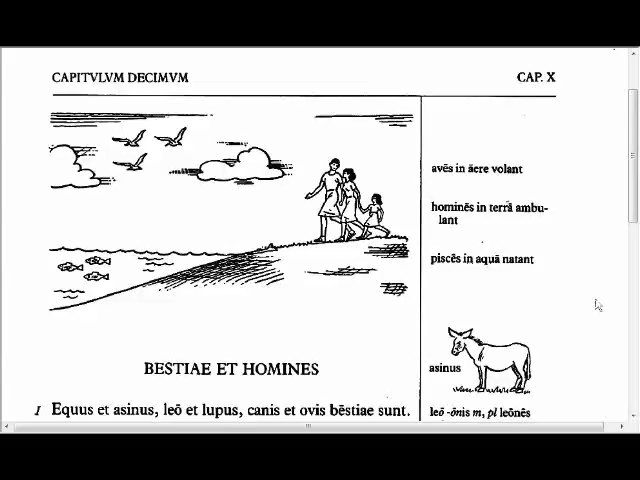 CAPITVLVM DECIMVM
CAP. X
avēs in āere volant
hominēs in terrā ambu-
lant
piscēs in aquā natant
BESTIAE ET HOMINES
asinus
1 Equus et asinus, leō et lupus, canis et ovis bēstiae sunt.
leō -ōnis m, pl leōnēs